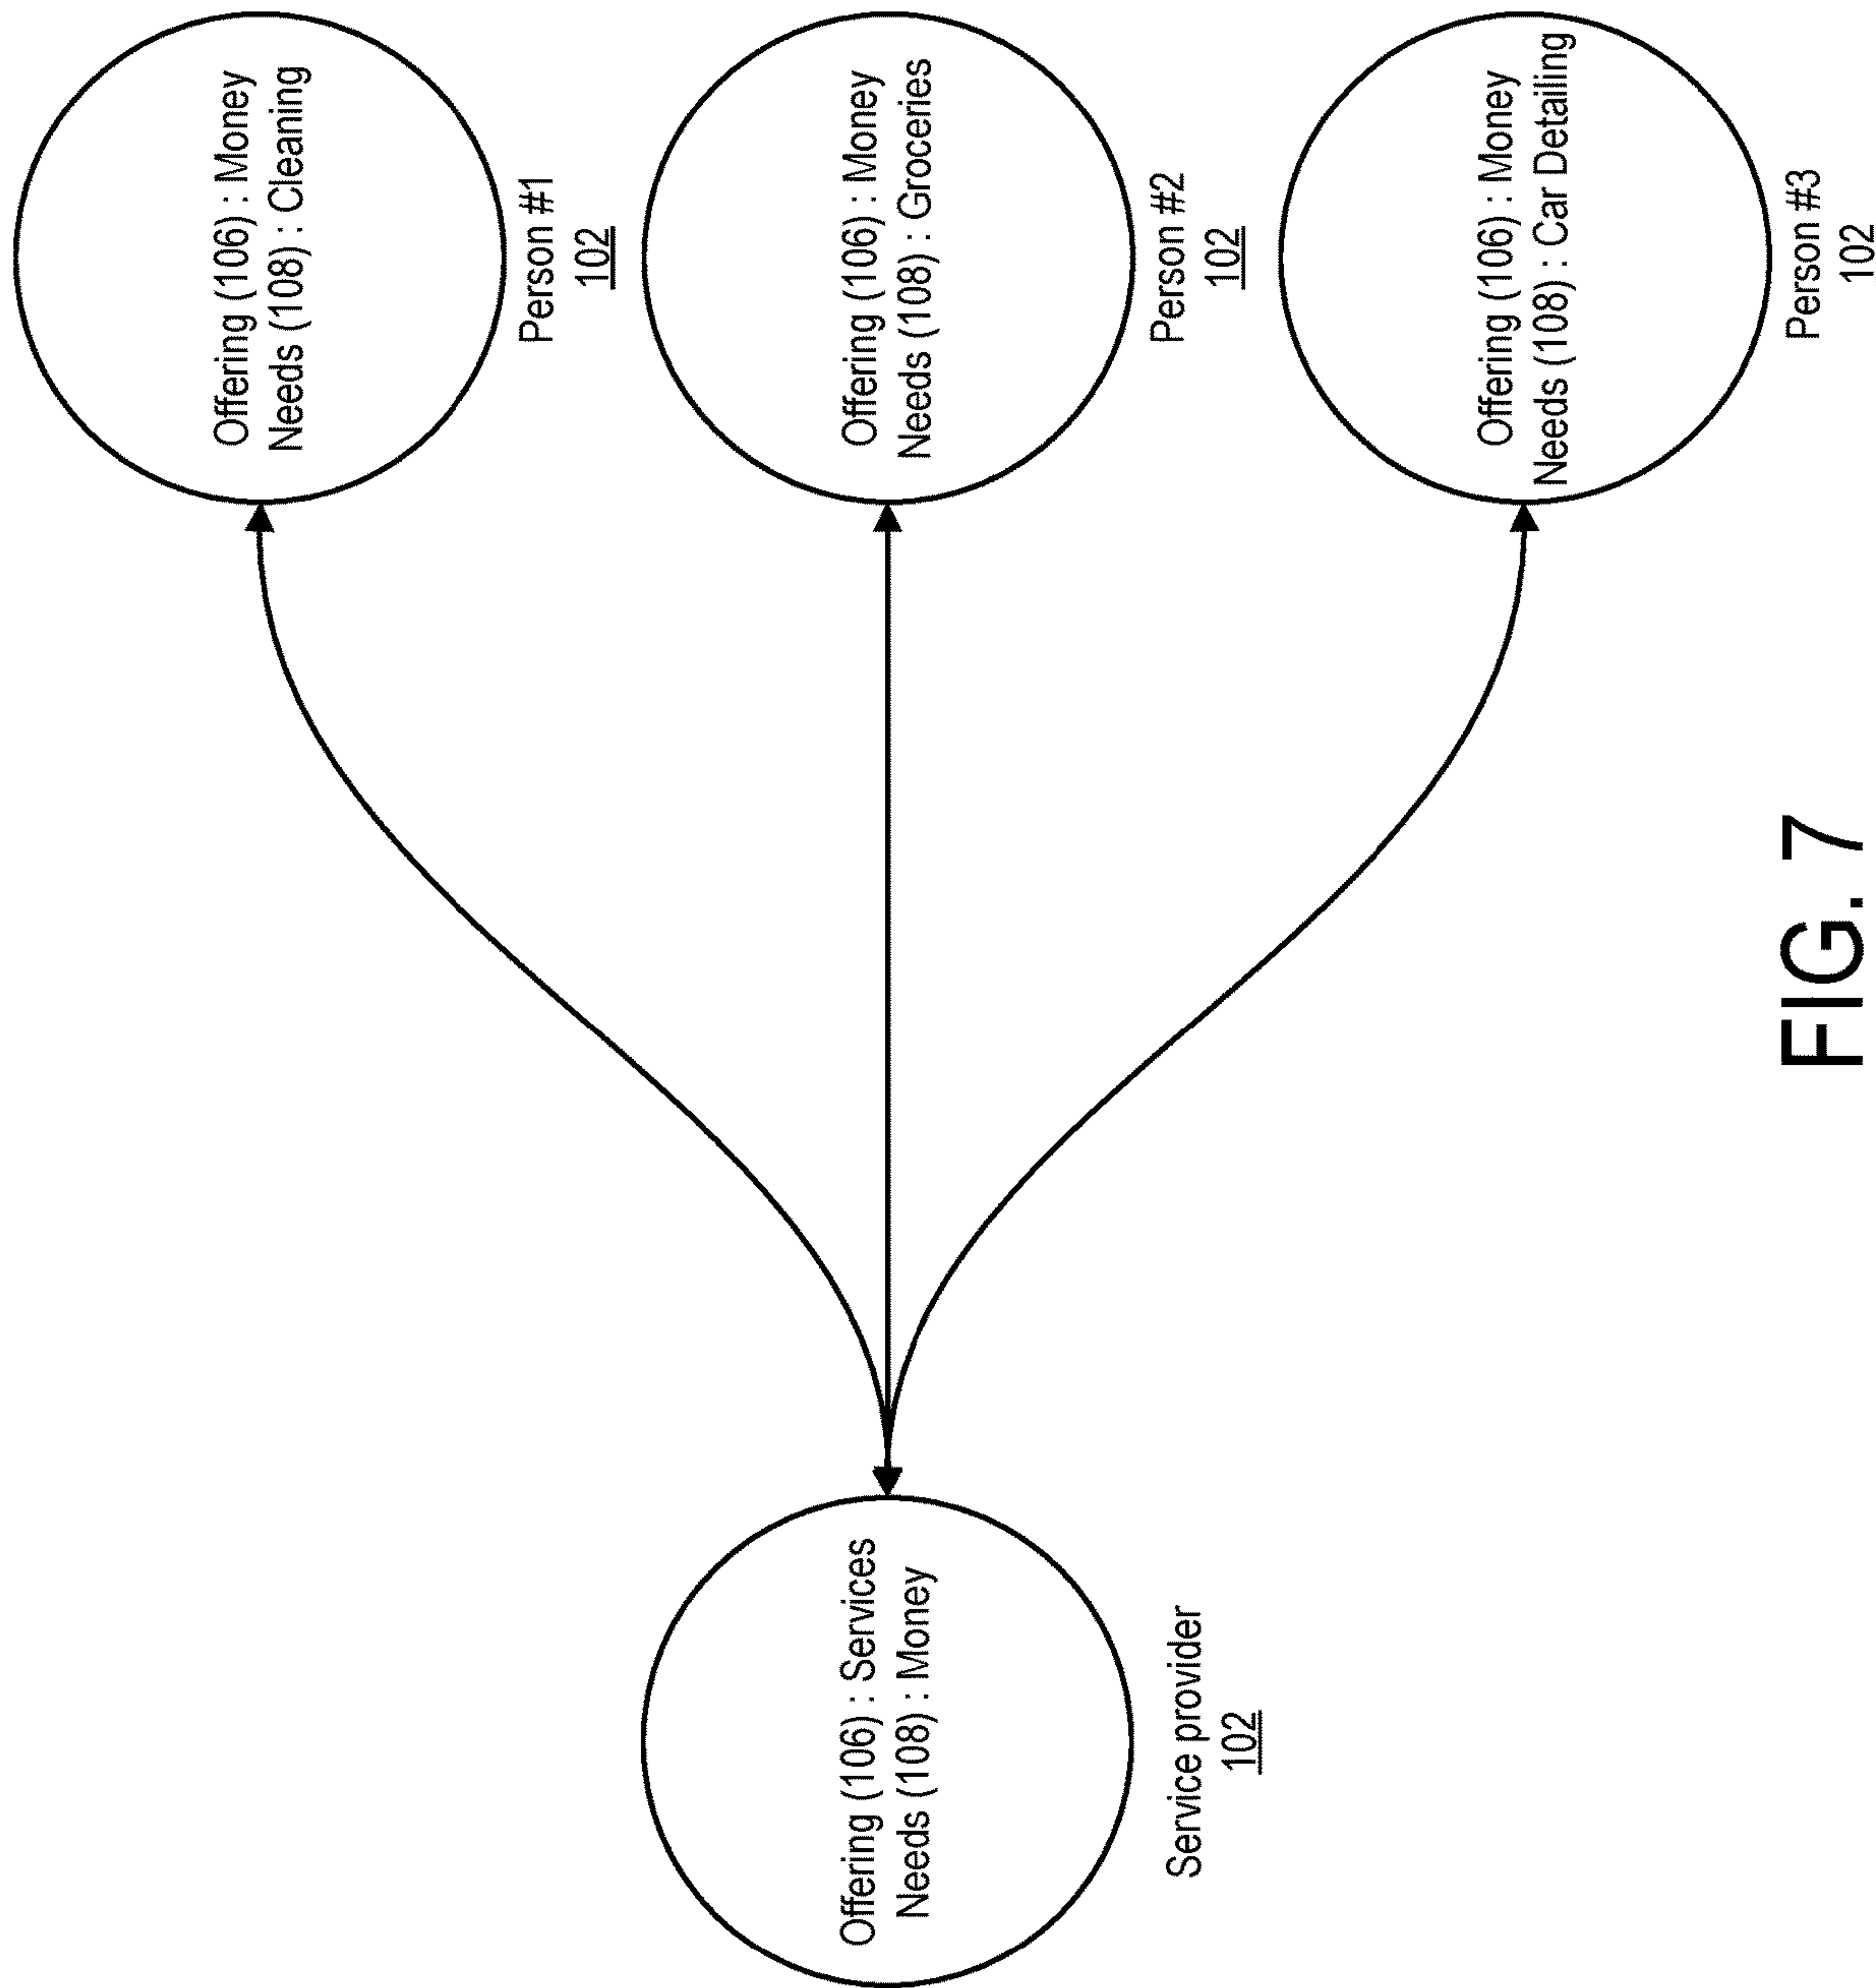 Offering (106) : Services
Needs (108) : Money
Service provider
102
Offering (106) : Money
Needs (108) : Cleaning
Person #1
102
Offering (106) : Money
Needs (108) : Groceries
Person #2
102
Offering (106) : Money
Needs (108) : Car Detailing
Person #3
102
FIG. 7